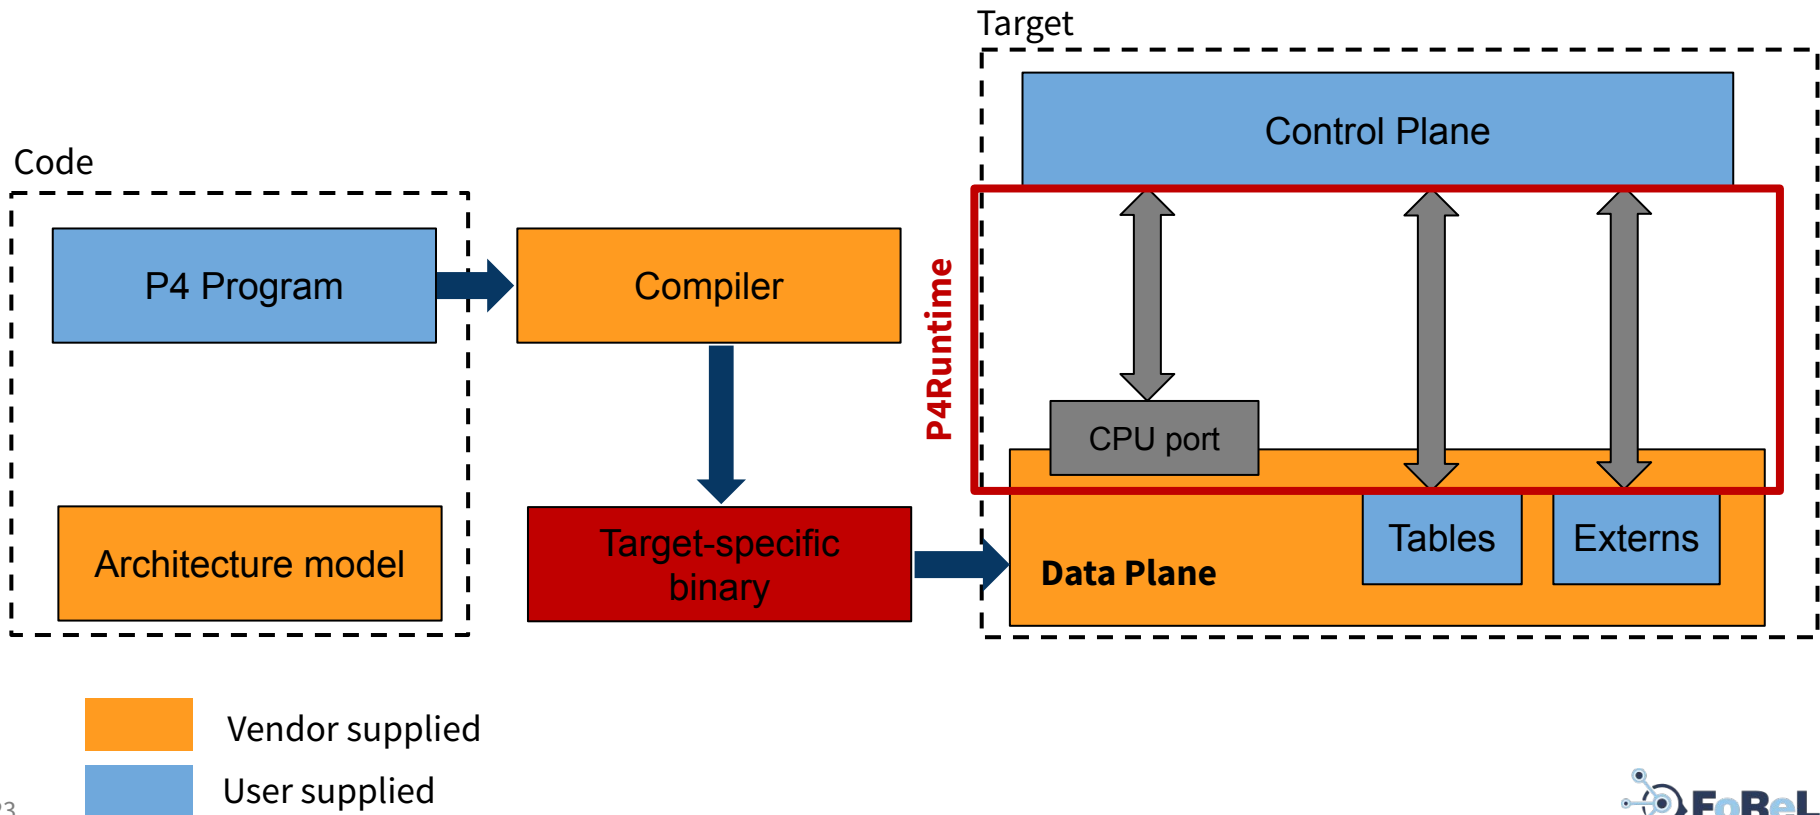 Target
Control Plane
Code
P4 Program
Compiler
P4Runtime
CPU port
Architecture model
Target-specific
binary
Data Plane
Tables
Externs
Vendor supplied
User supplied